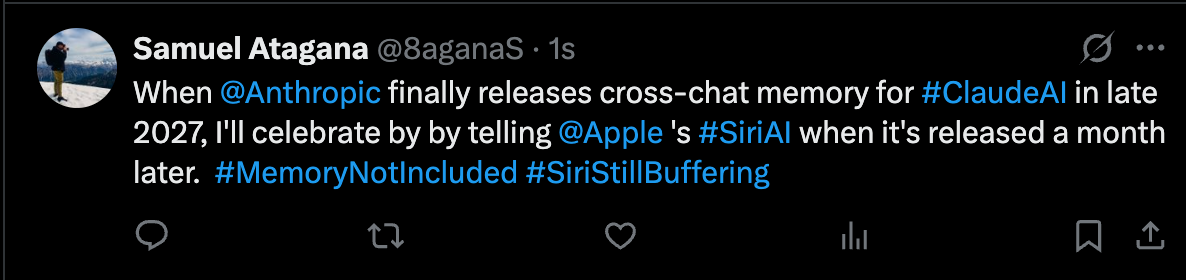 Samuel Atagana @8aganaS · 1s
When @Anthropic finally releases cross-chat memory for #ClaudeAI in late
2027, I'll celebrate by by telling @Apple 's #SiriAI when it's released a month
later.  #MemoryNotIncluded #SiriStillBuffering